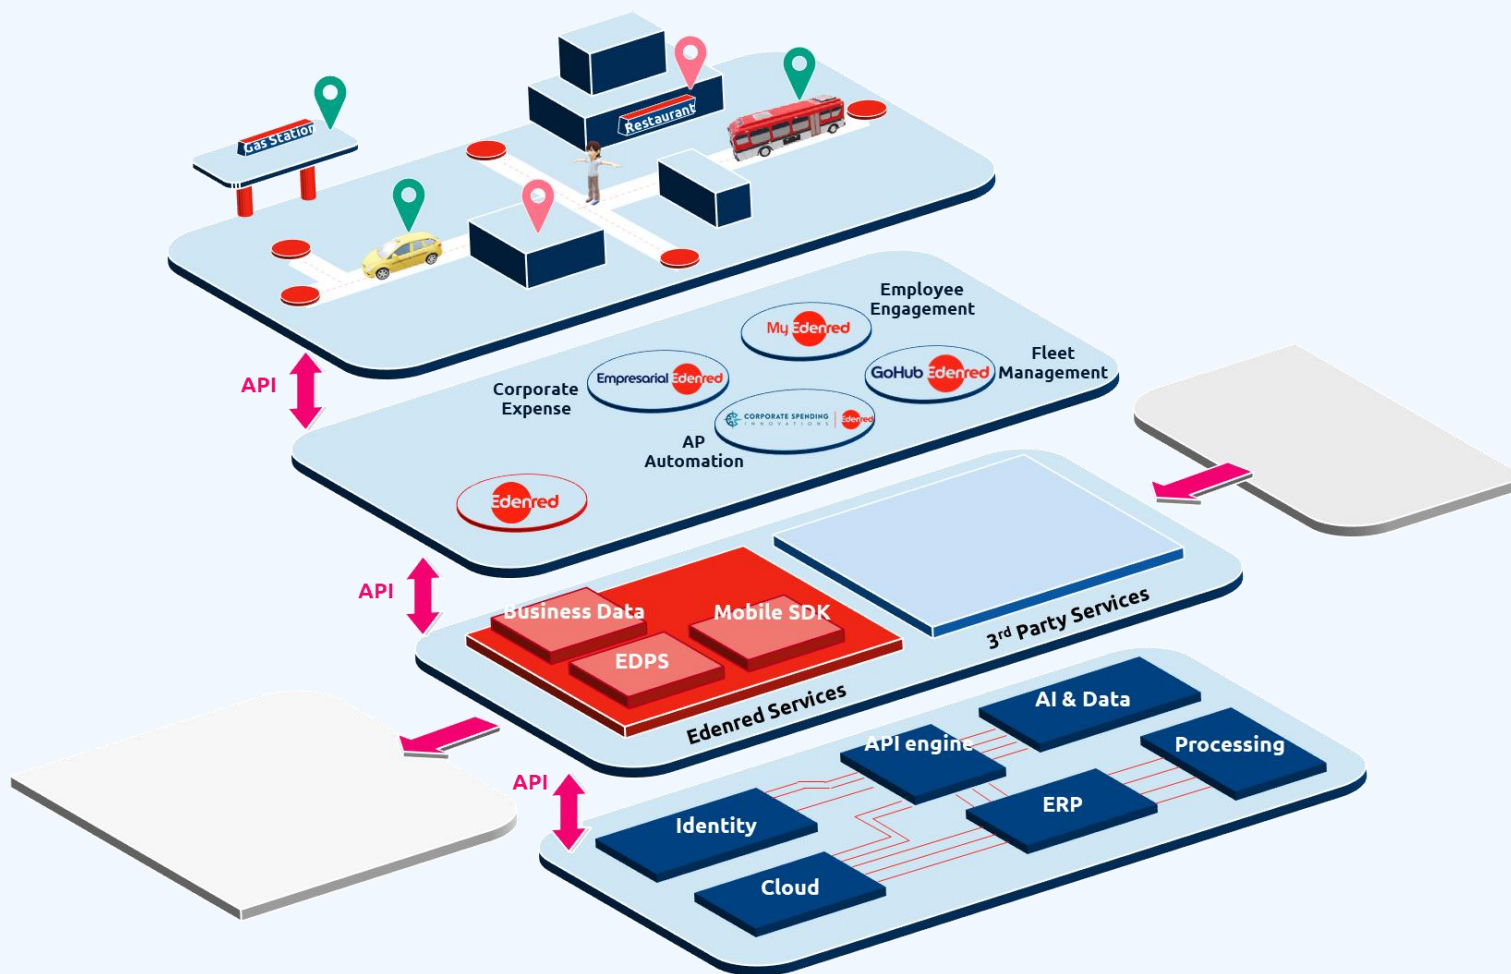 Gas Station
Restaurant
API
Employee
Engagement
My Edenred
Fleet
Management
GoHub Edenred
Empresarial Edenred
Corporate
Expense
CORPORATE SPENDING
INNOVATIONS
Edenred
AP
Automation
Edenred
API
Business Data
Mobile SDK
EDPS
Edenred Services
3rd Party Services
API
AI & Data
API engine
Processing
ERP
Identity
Cloud